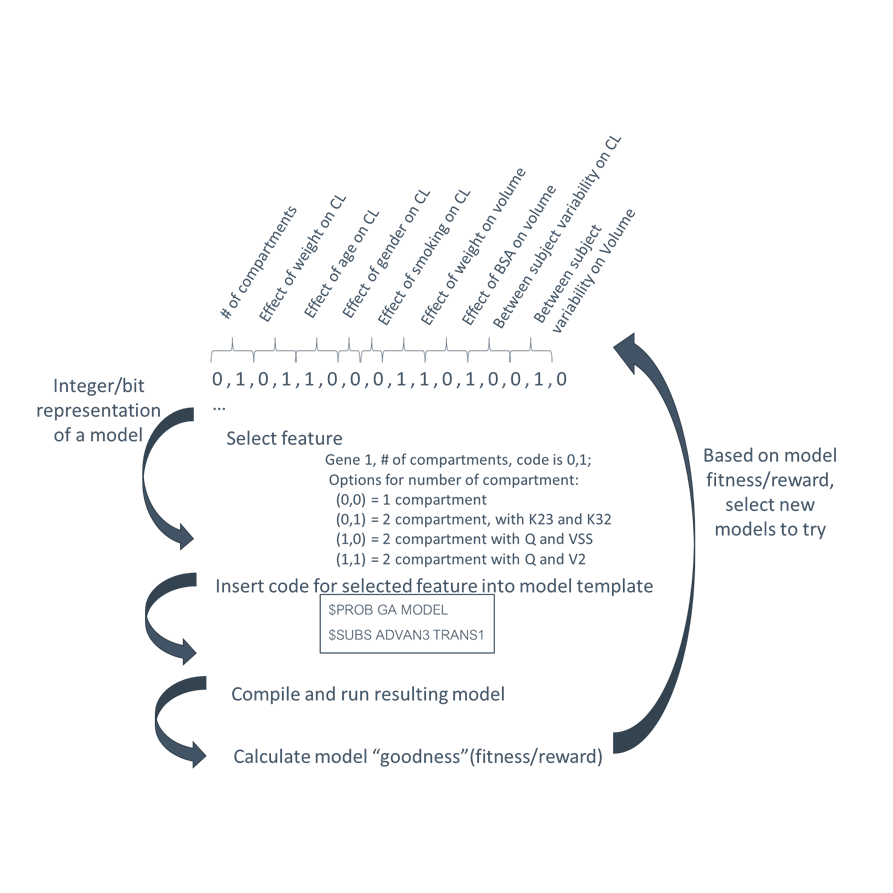 # of compartments
Effect of weight on CL
Effect of age on CL
Effect of gender on CL
Effect of smoking on CL
Effect of weight on volume
Effect of BSA on volume
Between subject variability on CL
Between subject
variability on Volume
0,1,0,1,1,0,0,0,1,1,0,1,0,0,1,0
...
Integer/bit
representation
of a model
Select feature
Gene 1, # of compartments, code is 0,1;
Options for number of compartment:
(0,0) = 1 compartment
(0,1) = 2 compartment, with K23 and K32
(1,0) = 2 compartment with Q and VSS
(1,1) = 2 compartment with Q and V2
Based on model
fitness/reward,
select new
models to try
Insert code for selected feature into model template
$PROB GA MODEL
$SUBS ADVAN3 TRANS1
Compile and run resulting model
Calculate model “goodness”(fitness/reward)